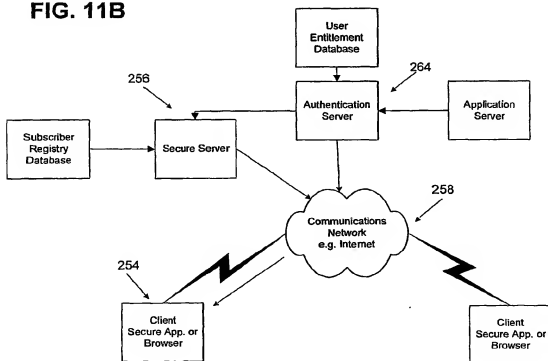 FIG. 11B
User
Entitlement
Database
256
264
Subscriber
Registry
Database
Secure Server
Authentication
Server
Application
Server
Communications
Network
e.g. Internet
258
254
Client
Secure App. or
Browser
Client
Secure App. or
Browser